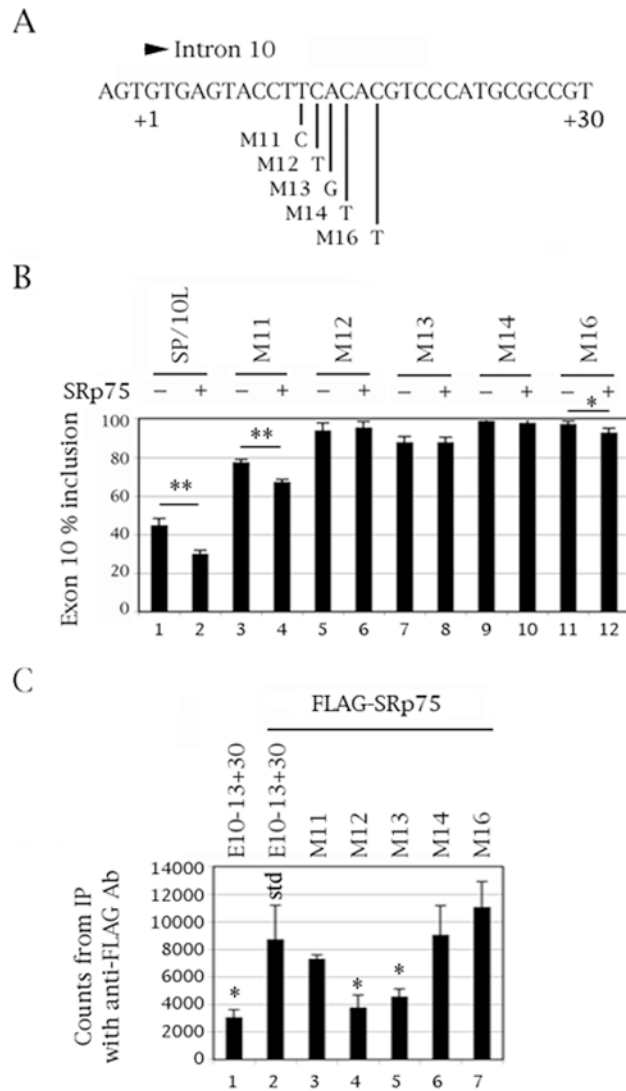 A
Intron 10
AGTGTGAGTACCTTCACACGTCCCATGCGCCGT
+1 +30
M11 C
M12 T
M13 G
M14 T
M16 T
B
SP/10L M11 M12 M13 M14 M16
SRp75 − + − + − + − + − + − +
** ** *
Exon 10 % inclusion
100
80
60
40
20
0
1 2 3 4 5 6 7 8 9 10 11 12
C
FLAG-SRp75
E10-13+30 E10-13+30 M11 M12 M13 M14 M16
Counts from IP
with anti-FLAG Ab
14000
12000
10000
8000
6000
4000
2000
0
std
* * *
1 2 3 4 5 6 7